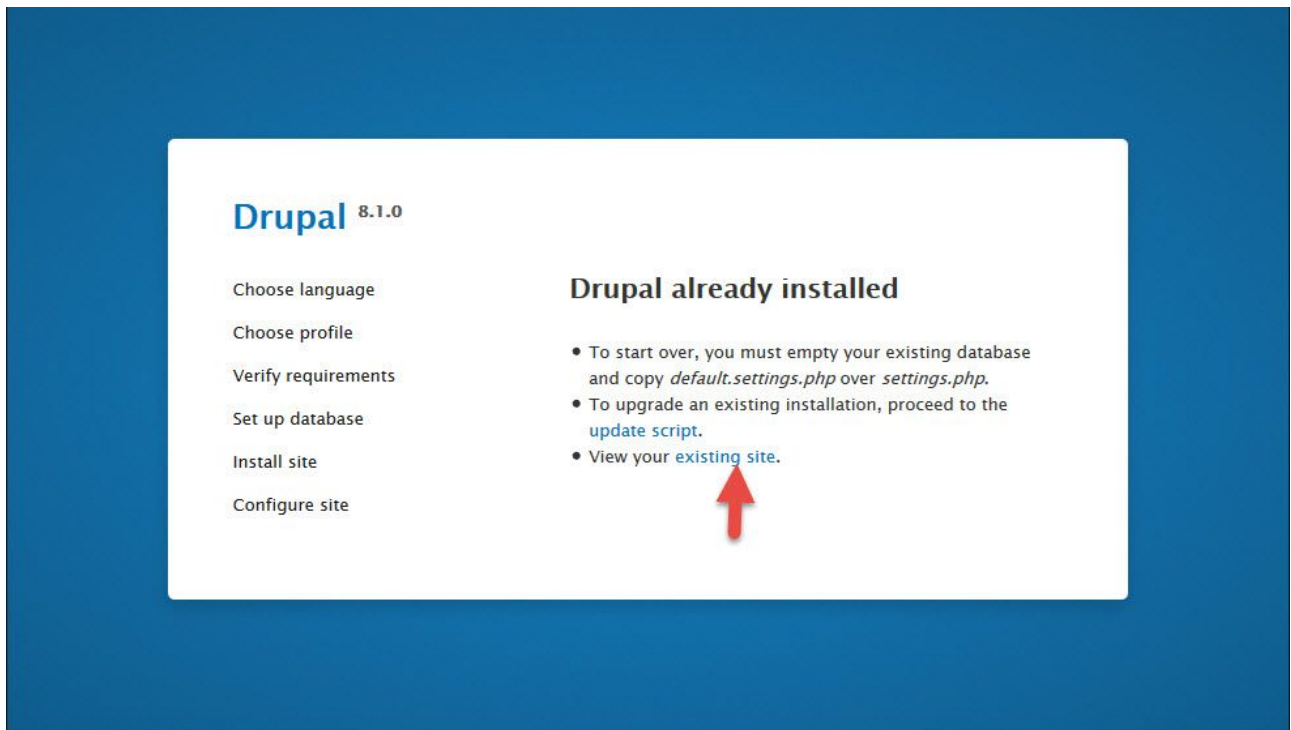 Drupal 8.1.0
Choose language
Choose profile
Verify requirements
Set up database
Install site
Configure site
Drupal already installed
• To start over, you must empty your existing database
and copy default.settings.php over settings.php.
• To upgrade an existing installation, proceed to the
update script.
• View your existing site.